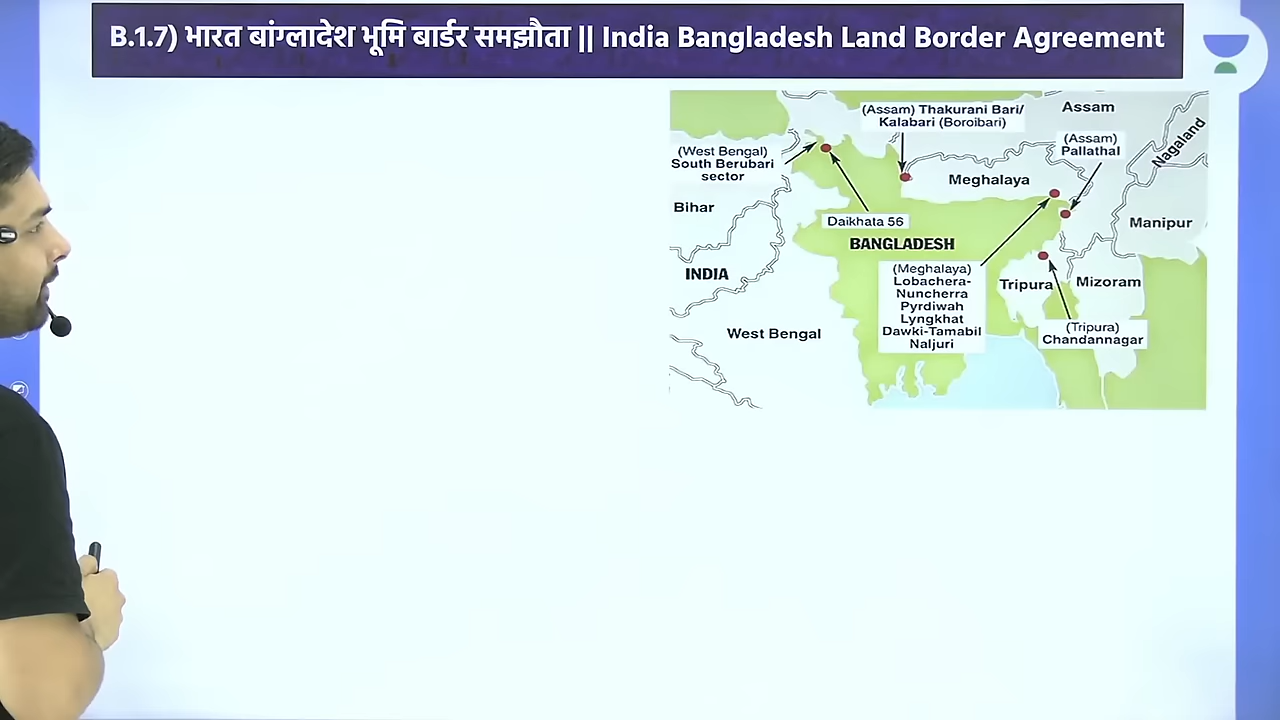 B.1.7) भारत बांग्लादेश भूमि बार्डर समझौता || India Bangladesh Land Border Agreement
(Assam) Thakurani Bari/
Kalabari (Boroibari)
Assam
(Assam)
Pallathal
Nagaland
(West Bengal)
South Berubari
sector
Meghalaya
Bihar
Daikhata 56
Manipur
BANGLADESH
INDIA
(Meghalaya)
Lobachera-
Nuncherra
Pyrdiwah
Lyngkhat
Dawki-Tamabil
Naljuri
Tripura
Mizoram
West Bengal
(Tripura)
Chandannagar